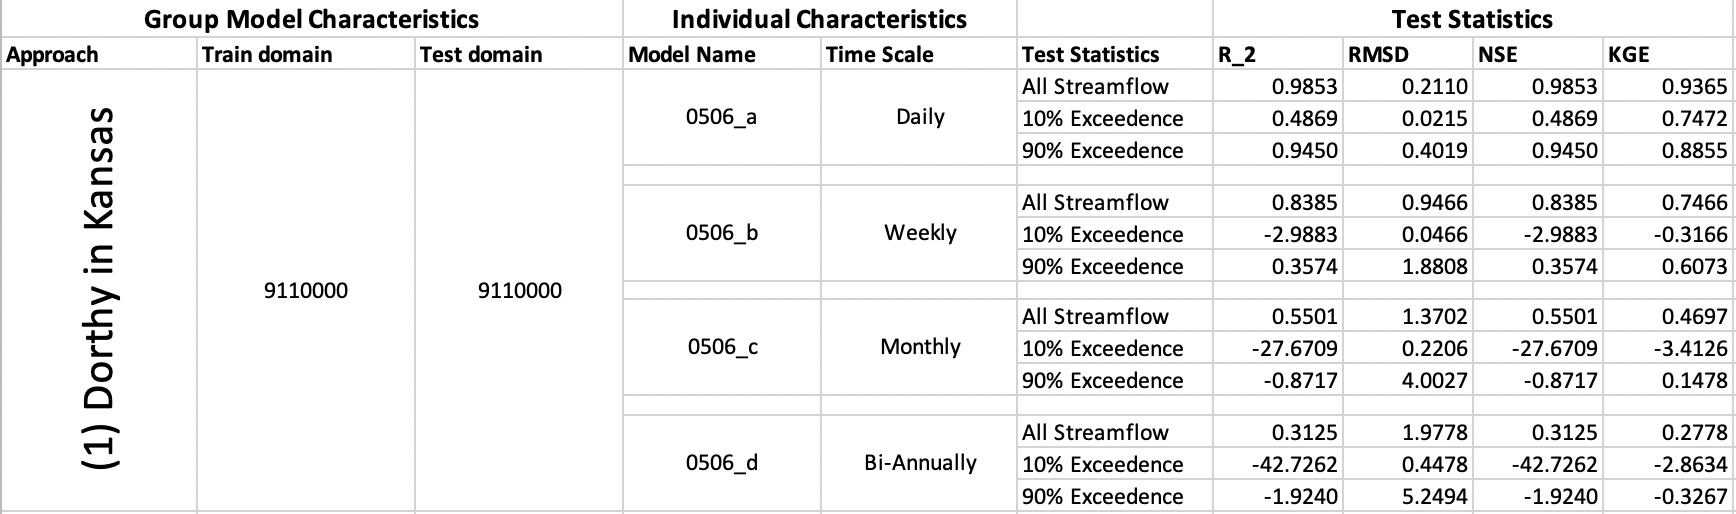 Group Model Characteristics Individual Characteristics Test Statistics
Approach Train domain Test domain Model Name Time Scale Test Statistics R_2 RMSD NSE KGE
All Streamflow 0.9853 0.2110 0.9853 0.9365
0506_a Daily 10% Exceedence 0.4869 0.0215 0.4869 0.7472
90% Exceedence 0.9450 0.4019 0.9450 0.8855
All Streamflow 0.8385 0.9466 0.8385 0.7466
0506_b Weekly 10% Exceedence -2.9883 0.0466 -2.9883 -0.3166
90% Exceedence 0.3574 1.8808 0.3574 0.6073
(1) Dorthy in Kansas 9110000 9110000
All Streamflow 0.5501 1.3702 0.5501 0.4697
0506_c Monthly 10% Exceedence -27.6709 0.2206 -27.6709 -3.4126
90% Exceedence -0.8717 4.0027 -0.8717 0.1478
All Streamflow 0.3125 1.9778 0.3125 0.2778
0506_d Bi-Annually 10% Exceedence -42.7262 0.4478 -42.7262 -2.8634
90% Exceedence -1.9240 5.2494 -1.9240 -0.3267